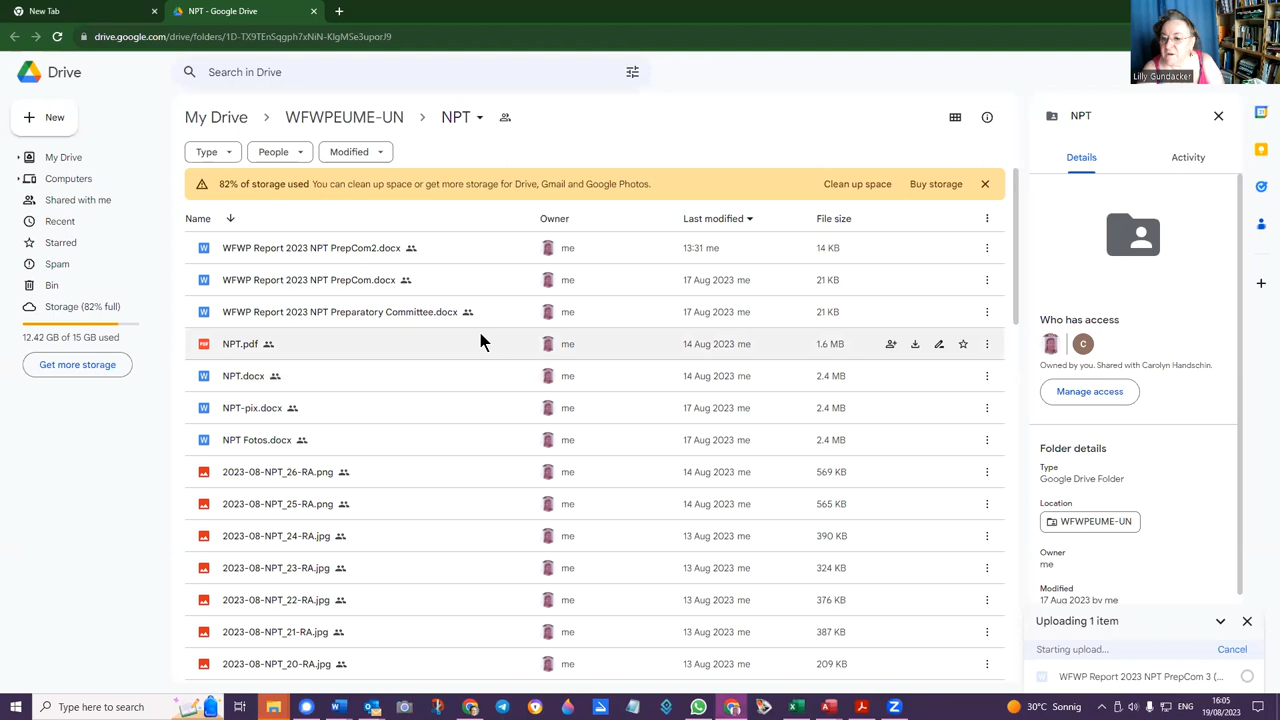 New Tab
NPT - Google Drive
drive.google.com/drive/folders/1D-TX9TEnSqgph7xNiN-KIgMSe3uporJ9
Lilly Gundacker
Drive
Search in Drive
New
My Drive
Computers
Shared with me
Recent
Starred
Spam
Bin
Storage (82% full)
12.42 GB of 15 GB used
Get more storage
My Drive > WFWPEUME-UN > NPT
Type People Modified
82% of storage used You can clean up space or get more storage for Drive, Gmail and Google Photos. Clean up space Buy storage
Name Owner Last modified File size
WFWP Report 2023 NPT PrepCom2.docx me 13:31 me 14 KB
WFWP Report 2023 NPT PrepCom.docx me 17 Aug 2023 me 21 KB
WFWP Report 2023 NPT Preparatory Committee.docx me 17 Aug 2023 me 21 KB
NPT.pdf me 14 Aug 2023 me 1.6 MB
NPT.docx me 14 Aug 2023 me 2.4 MB
NPT-pix.docx me 17 Aug 2023 me 2.4 MB
NPT Fotos.docx me 17 Aug 2023 me 2.4 MB
2023-08-NPT_26-RA.png me 14 Aug 2023 me 569 KB
2023-08-NPT_25-RA.png me 14 Aug 2023 me 565 KB
2023-08-NPT_24-RA.jpg me 13 Aug 2023 me 390 KB
2023-08-NPT_23-RA.jpg me 13 Aug 2023 me 324 KB
2023-08-NPT_22-RA.jpg me 13 Aug 2023 me 376 KB
2023-08-NPT_21-RA.jpg me 13 Aug 2023 me 387 KB
2023-08-NPT_20-RA.jpg me 13 Aug 2023 me 209 KB
NPT
Details Activity
Who has access
C
Owned by you. Shared with Carolyn Handschin.
Manage access
Folder details
Type
Google Drive Folder
Location
WFWPEUME-UN
Owner
me
Modified
17 Aug 2023 by me
Uploading 1 item
Starting upload... Cancel
WFWP Report 2023 NPT PrepCom 3 (...
Type here to search
30°C Sonnig
16:05
19/08/2023